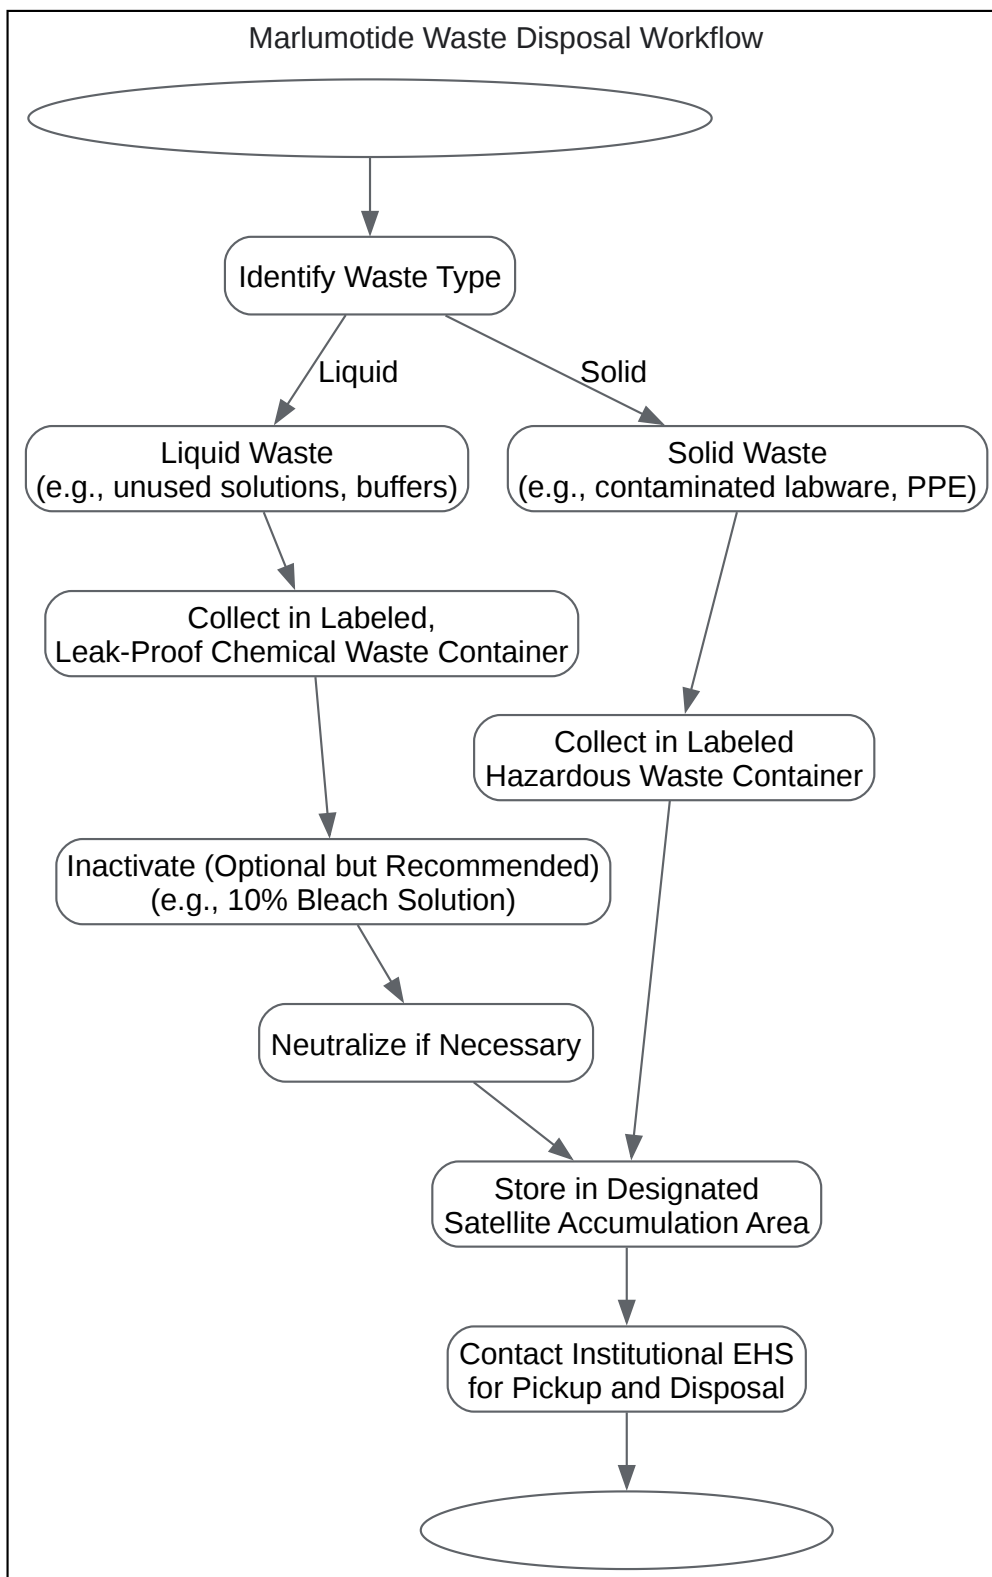 Marlumotide Waste Disposal Workflow
Identify Waste Type
Liquid
Solid
Liquid Waste
(e.g., unused solutions, buffers)
Solid Waste
(e.g., contaminated labware, PPE)
Collect in Labeled,
Leak-Proof Chemical Waste Container
Collect in Labeled
Hazardous Waste Container
Inactivate (Optional but Recommended)
(e.g., 10% Bleach Solution)
Neutralize if Necessary
Store in Designated
Satellite Accumulation Area
Contact Institutional EHS
for Pickup and Disposal